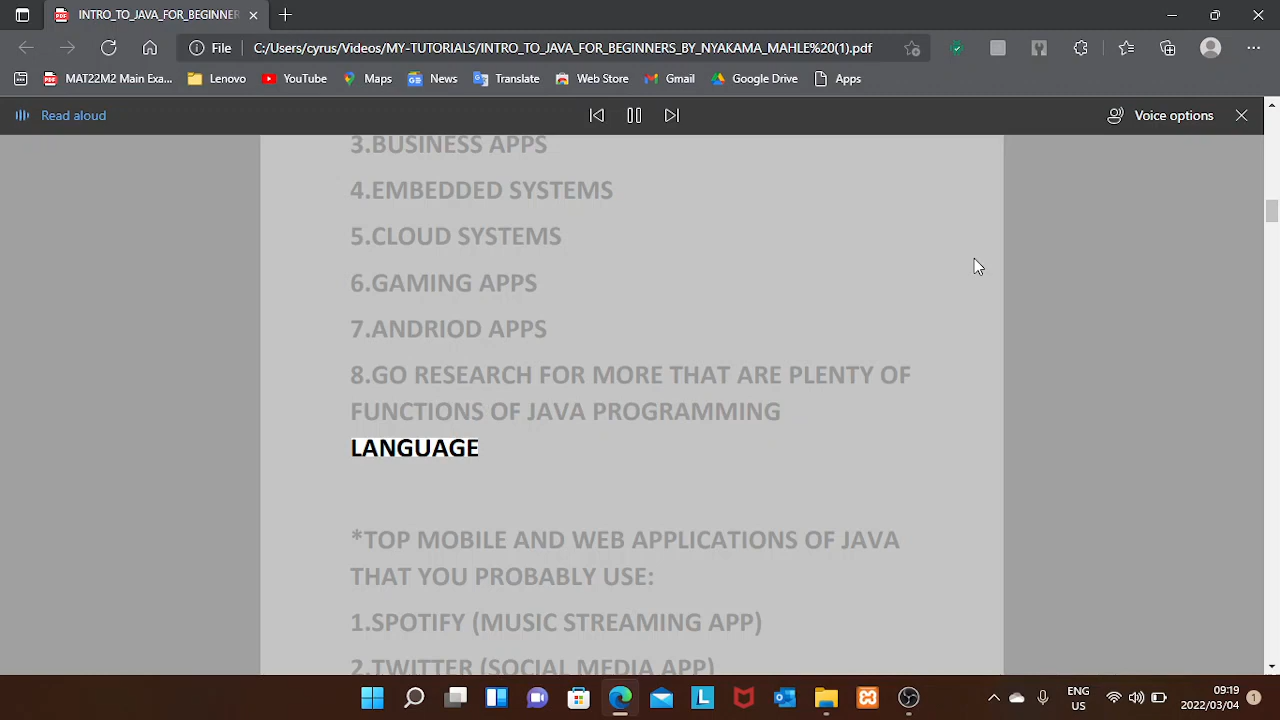 INTRO_TO_JAVA_FOR_BEGINNER
File
C:/Users/cyrus/Videos/MY-TUTORIALS/INTRO_TO_JAVA_FOR_BEGINNERS_BY_NYAKAMA_MAHLE%20(1).pdf
MAT22M2 Main Exa... Lenovo YouTube Maps News Translate Web Store Gmail Google Drive Apps
Read aloud Voice options
3.BUSINESS APPS
4.EMBEDDED SYSTEMS
5.CLOUD SYSTEMS
6.GAMING APPS
7.ANDRIOD APPS
8.GO RESEARCH FOR MORE THAT ARE PLENTY OF
FUNCTIONS OF JAVA PROGRAMMING
LANGUAGE
*TOP MOBILE AND WEB APPLICATIONS OF JAVA
THAT YOU PROBABLY USE:
1.SPOTIFY (MUSIC STREAMING APP)
2.TWITTER (SOCIAL MEDIA APP)
ENG
US
09:19
2022/03/04
1